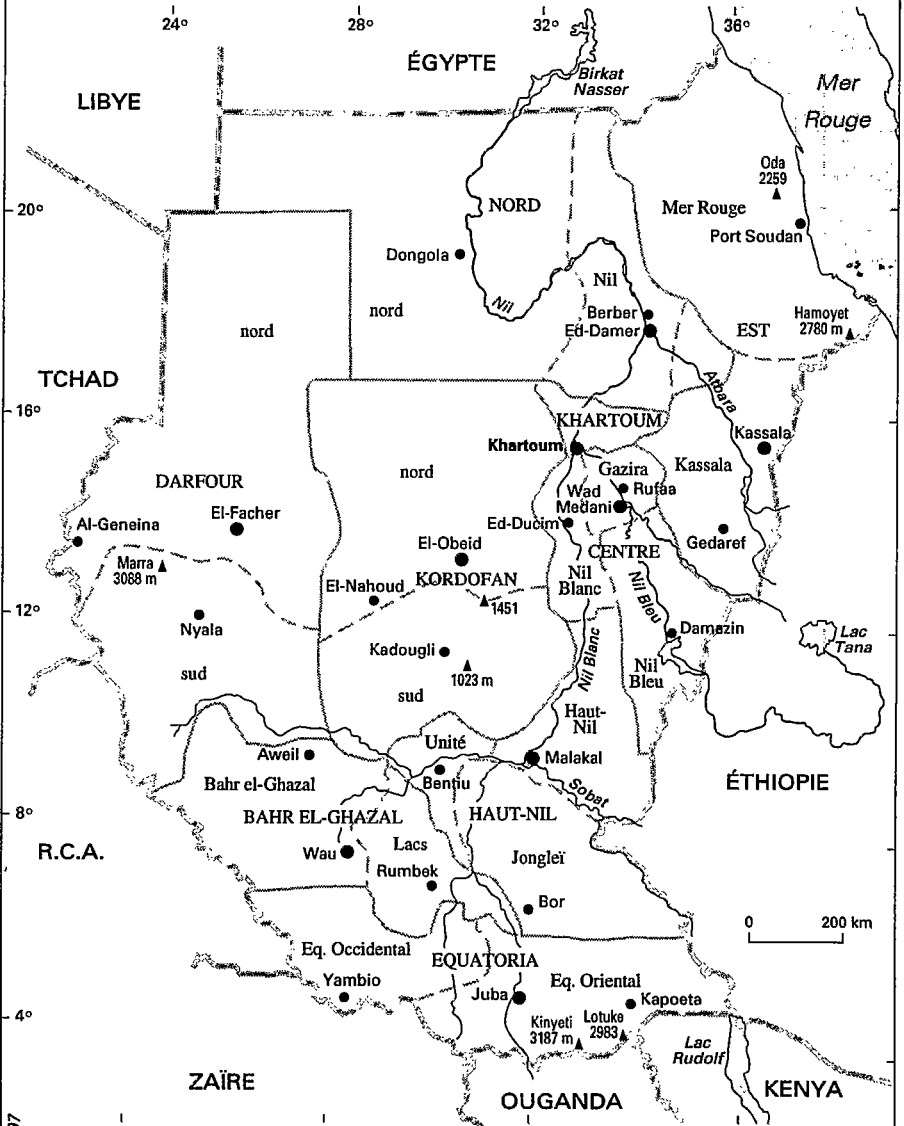 24°
28°
32°
36°
ÉGYPTE
LIBYE
Birkat
Nasser
Mer
Rouge
Oda
2259
20°
NORD
Mer Rouge
Port Soudan
Dongola
Nil
Nil
nord
nord
Berber
Ed-Damer
EST
Hamoyet
2780 m
TCHAD
Atbara
16°
KHARTOUM
Khartoum
Kassala
Kassala
nord
Gazira
DARFOUR
Wad
Medani
Rufaa
Al-Geneina
El-Facher
Ed-Ducim
Gedaref
El-Obeid
CENTRE
Marra
3088 m
KORDOFAN
El-Nahoud
1451
Nil
Blanc
Nil Bleu
12°
Nyala
Damazin
Lac
Tana
Kadougli
1023 m
Nil Blanc
Nil
Bleu
sud
sud
Haut-
Nil
Unité
Aweil
Malakal
Bentiu
Bahr el-Ghazal
Sobat
ÉTHIOPIE
8°
BAHR EL-GHAZAL
HAUT-NIL
R.C.A.
Lacs
Wau
Jongleï
Rumbek
Bor
0
200 km
Eq. Occidental
EQUATORIA
Yambio
Eq. Oriental
Juba
Kapoeta
4°
Kinyeti
3187 m
Lotuke
2983
Lac
Rudolf
ZAÏRE
KENYA
OUGANDA
97